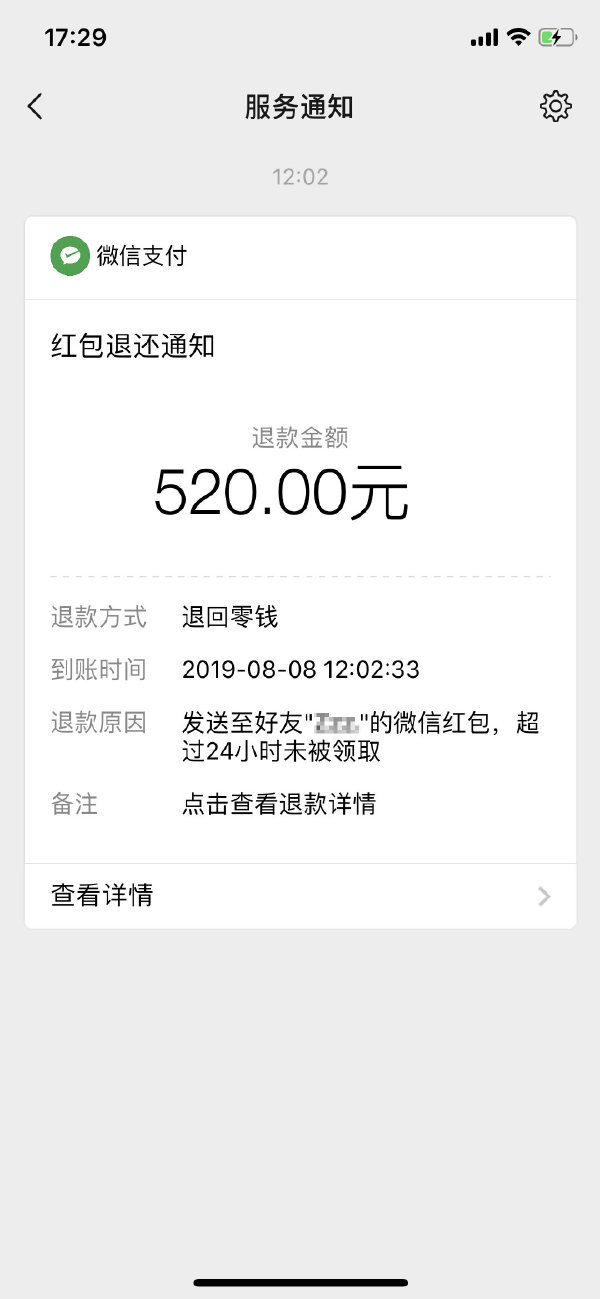 17:29
服务通知
12:02
微信支付
红包退还通知
退款金额
520.00元
退款方式 退回零钱
到账时间 2019-08-08 12:02:33
退款原因 发送至好友"    "的微信红包，超
过24小时未被领取
备注 点击查看退款详情
查看详情